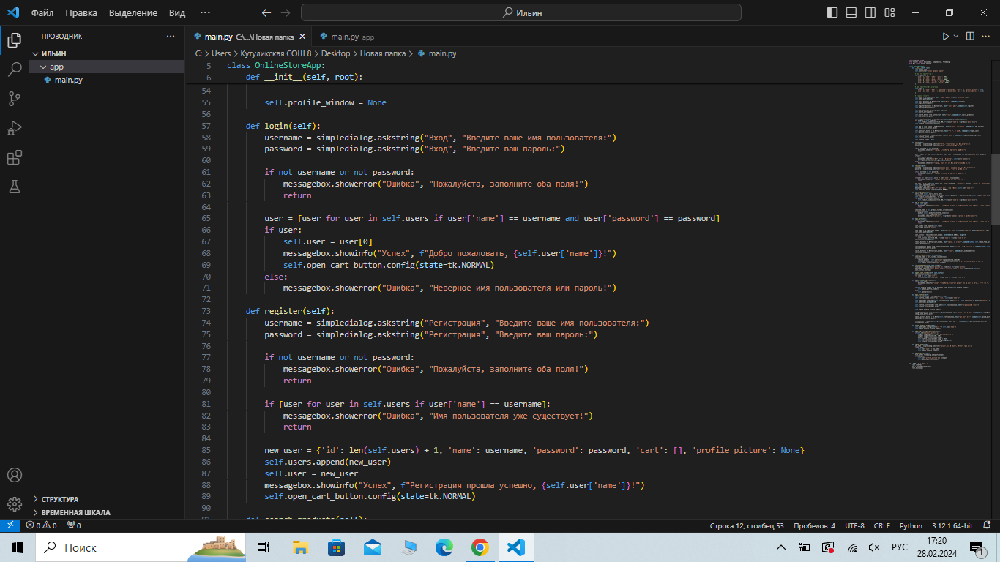 Файл Правка Выделение Вид ··· Ильин
ПРОВОДНИК ···
main.py C:\...\Новая папка main.py app
ИЛЬИН
app
main.py
C: > Users > Кутуликская СОШ 8 > Desktop > Новая папка > main.py
5 class OnlineStoreApp:
6 def __init__(self, root):
54
55 self.profile_window = None
56
57 def login(self):
58 username = simpledialog.askstring("Вход", "Введите ваше имя пользователя:")
59 password = simpledialog.askstring("Вход", "Введите ваш пароль:")
60
61 if not username or not password:
62 messagebox.showerror("Ошибка", "Пожалуйста, заполните оба поля!")
63 return
64
65 user = [user for user in self.users if user['name'] == username and user['password'] == password]
66 if user:
67 self.user = user[0]
68 messagebox.showinfo("Успех", f"Добро пожаловать, {self.user['name']}!")
69 self.open_cart_button.config(state=tk.NORMAL)
70 else:
71 messagebox.showerror("Ошибка", "Неверное имя пользователя или пароль!")
72
73 def register(self):
74 username = simpledialog.askstring("Регистрация", "Введите ваше имя пользователя:")
75 password = simpledialog.askstring("Регистрация", "Введите ваш пароль:")
76
77 if not username or not password:
78 messagebox.showerror("Ошибка", "Пожалуйста, заполните оба поля!")
79 return
80
81 if [user for user in self.users if user['name'] == username]:
82 messagebox.showerror("Ошибка", "Имя пользователя уже существует!")
83 return
84
85 new_user = {'id': len(self.users) + 1, 'name': username, 'password': password, 'cart': [], 'profile_picture': None}
86 self.users.append(new_user)
87 self.user = new_user
88 messagebox.showinfo("Успех", f"Регистрация прошла успешно, {self.user['name']}!")
89 self.open_cart_button.config(state=tk.NORMAL)
90
91 def search_products(self):
СТРУКТУРА
ВРЕМЕННАЯ ШКАЛА
0 0 0 Строка 12, столбец 53 Пробелов: 4 UTF-8 CRLF Python 3.12.1 64-bit
Поиск
РУС
17:20
28.02.2024
1